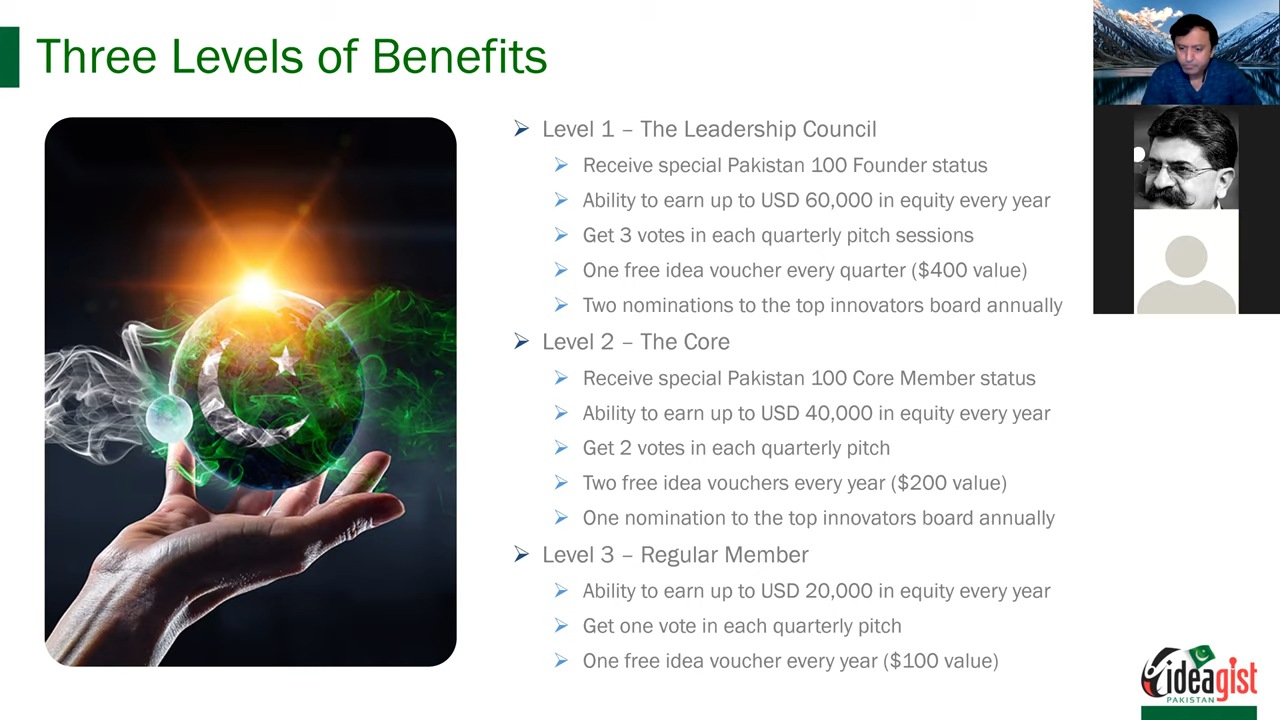 Three Levels of Benefits
Level 1 – The Leadership Council
Receive special Pakistan 100 Founder status
Ability to earn up to USD 60,000 in equity every year
Get 3 votes in each quarterly pitch sessions
One free idea voucher every quarter ($400 value)
Two nominations to the top innovators board annually
Level 2 – The Core
Receive special Pakistan 100 Core Member status
Ability to earn up to USD 40,000 in equity every year
Get 2 votes in each quarterly pitch
Two free idea vouchers every year ($200 value)
One nomination to the top innovators board annually
Level 3 – Regular Member
Ability to earn up to USD 20,000 in equity every year
Get one vote in each quarterly pitch
One free idea voucher every year ($100 value)
ideagist
PAKISTAN